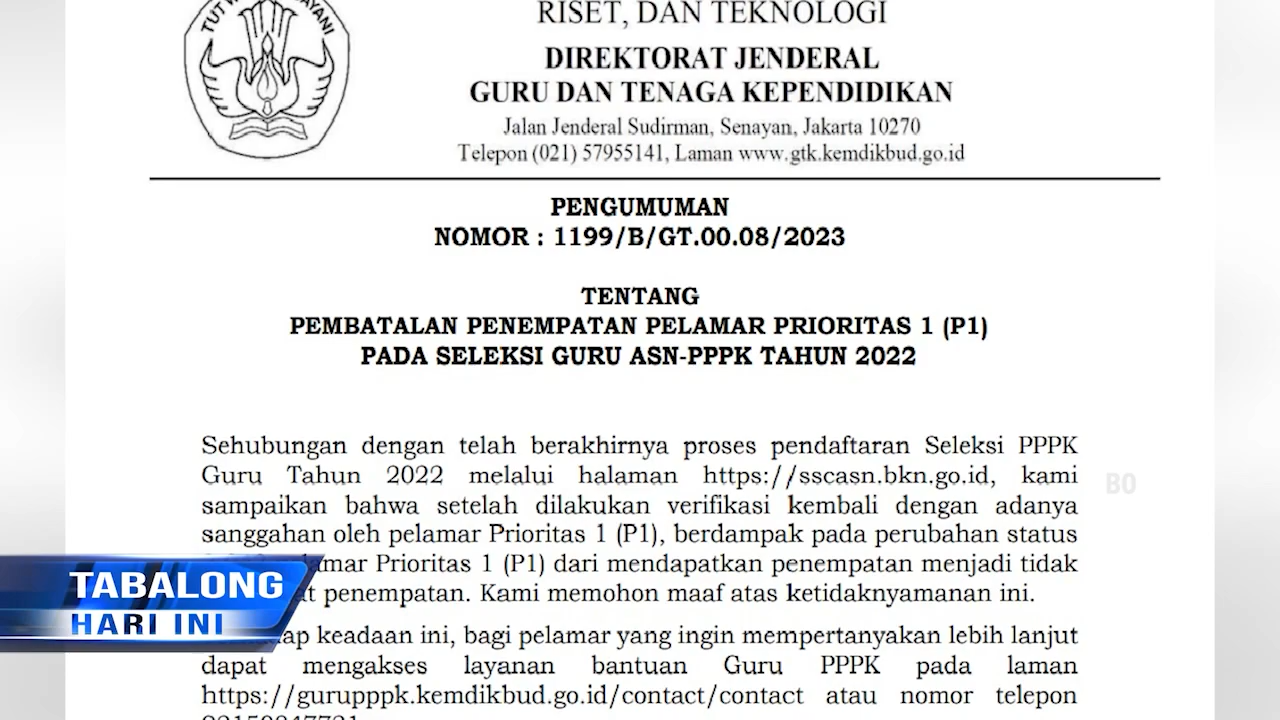 RISET, DAN TEKNOLOGI
DIREKTORAT JENDERAL
GURU DAN TENAGA KEPENDIDIKAN
Jalan Jenderal Sudirman, Senayan, Jakarta 10270
Telepon (021) 57955141, Laman www.gtk.kemdikbud.go.id
PENGUMUMAN
NOMOR : 1199/B/GT.00.08/2023
TENTANG
PEMBATALAN PENEMPATAN PELAMAR PRIORITAS 1 (P1)
PADA SELEKSI GURU ASN-PPPK TAHUN 2022
Sehubungan dengan telah berakhirnya proses pendaftaran Seleksi PPPK
Guru Tahun 2022 melalui halaman https://sscasn.bkn.go.id, kami
sampaikan bahwa setelah dilakukan verifikasi kembali dengan adanya
sanggahan oleh pelamar Prioritas 1 (P1), berdampak pada perubahan status
Prioritas 1 (P1) dari mendapatkan penempatan menjadi tidak
penempatan. Kami memohon maaf atas ketidaknyamanan ini.
keadaan ini, bagi pelamar yang ingin mempertanyakan lebih lanjut
dapat mengakses layanan bantuan Guru PPPK pada laman
https://gurupppk.kemdikbud.go.id/contact/contact atau nomor telepon
TABALONG
HARI INI
BO